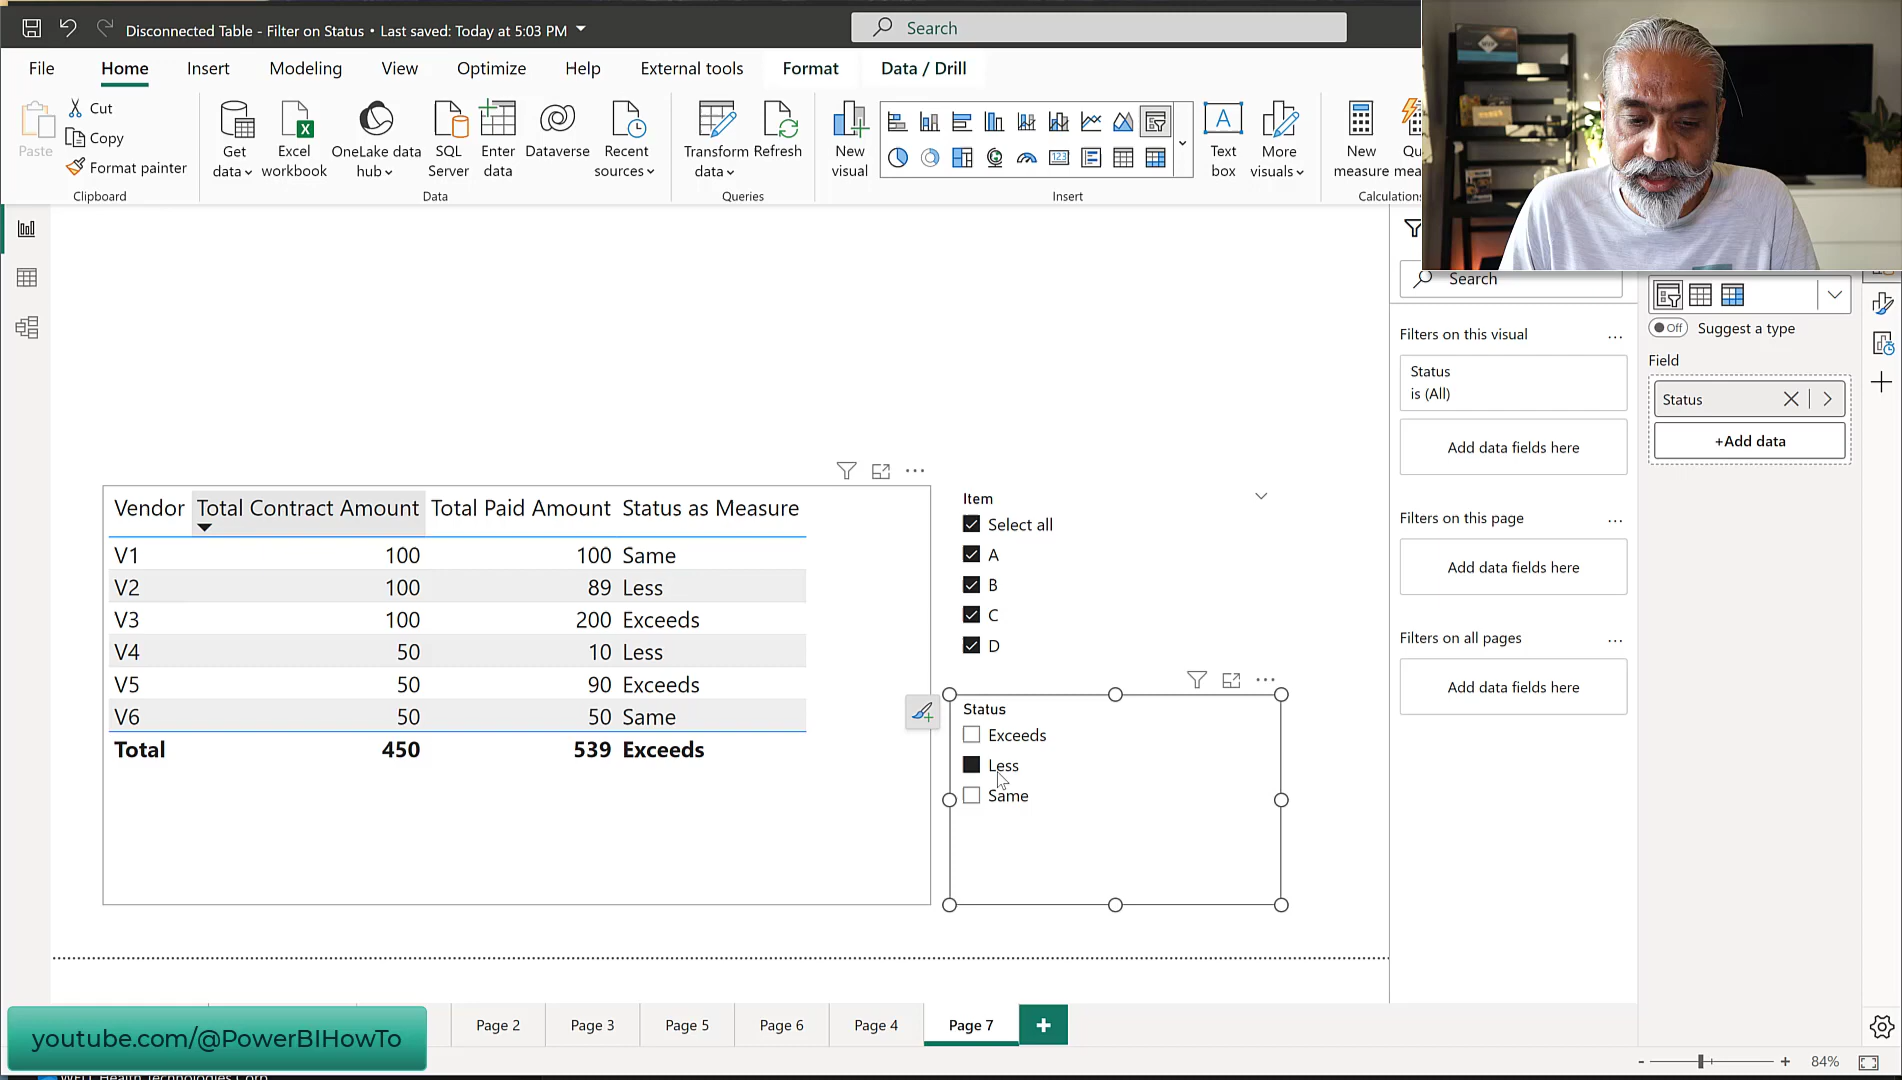 Disconnected Table - Filter on Status • Last saved: Today at 5:03 PM
Search
File Home Insert Modeling View Optimize Help External tools Format Data / Drill
Paste
Cut
Copy
Format painter
Clipboard
Get data
Excel workbook
OneLake data hub
SQL Server
Enter data
Dataverse
Recent sources
Data
Transform data
Refresh
Queries
New visual
Text box
More visuals
Insert
New measure
Calculations
Search
Filters on this visual
Status
is (All)
Add data fields here
Filters on this page
Add data fields here
Filters on all pages
Add data fields here
Off Suggest a type
Field
Status
+Add data
Vendor Total Contract Amount Total Paid Amount Status as Measure
V1 100 100 Same
V2 100 89 Less
V3 100 200 Exceeds
V4 50 10 Less
V5 50 90 Exceeds
V6 50 50 Same
Total 450 539 Exceeds
Item
Select all
A
B
C
D
Status
Exceeds
Less
Same
youtube.com/@PowerBIHowTo
Page 2 Page 3 Page 5 Page 6 Page 4 Page 7
84%